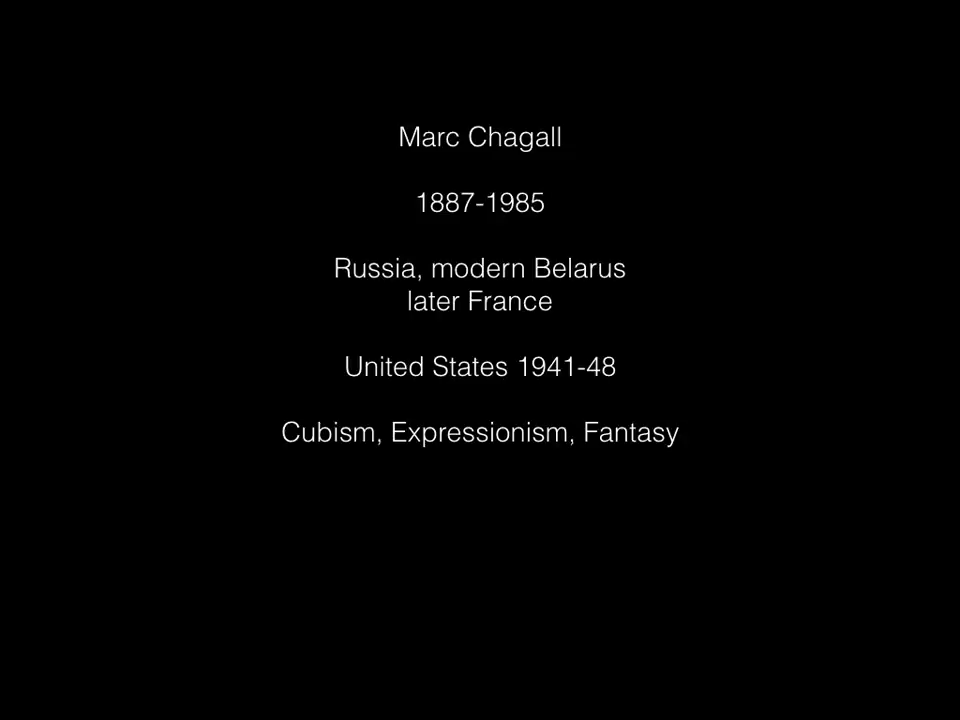 Marc Chagall
1887-1985
Russia, modern Belarus
later France
United States 1941-48
Cubism, Expressionism, Fantasy